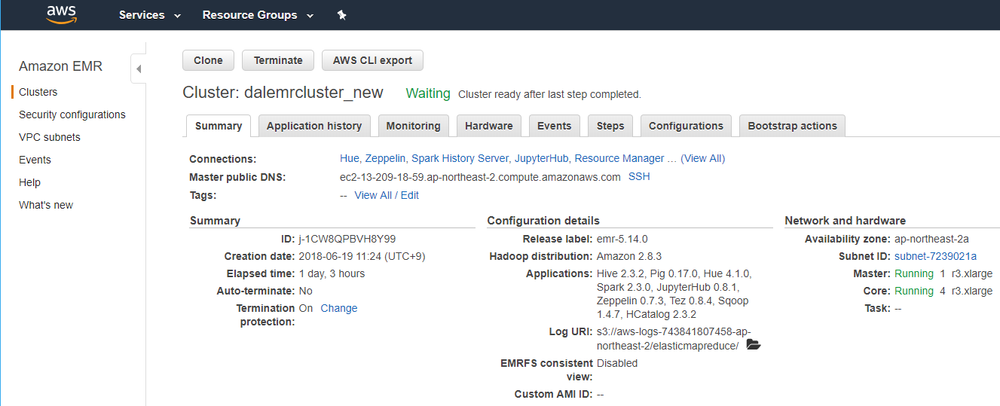 aws Services Resource Groups
Amazon EMR
Clusters
Security configurations
VPC subnets
Events
Help
What's new
Clone Terminate AWS CLI export
Cluster: dalemrcluster_new Waiting Cluster ready after last step completed.
Summary Application history Monitoring Hardware Events Steps Configurations Bootstrap actions
Connections: Hue, Zeppelin, Spark History Server, JupyterHub, Resource Manager … (View All)
Master public DNS: ec2-13-209-18-59.ap-northeast-2.compute.amazonaws.com SSH
Tags: -- View All / Edit
Summary
ID: j-1CW8QPBVH8Y99
Creation date: 2018-06-19 11:24 (UTC+9)
Elapsed time: 1 day, 3 hours
Auto-terminate: No
Termination On Change
protection:
Configuration details
Release label: emr-5.14.0
Hadoop distribution: Amazon 2.8.3
Applications: Hive 2.3.2, Pig 0.17.0, Hue 4.1.0,
Spark 2.3.0, JupyterHub 0.8.1,
Zeppelin 0.7.3, Tez 0.8.4, Sqoop
1.4.7, HCatalog 2.3.2
Log URI: s3://aws-logs-743841807458-ap-
northeast-2/elasticmapreduce/
EMRFS consistent Disabled
view:
Custom AMI ID: --
Network and hardware
Availability zone: ap-northeast-2a
Subnet ID: subnet-7239021a
Master: Running 1 r3.xlarge
Core: Running 4 r3.xlarge
Task: --